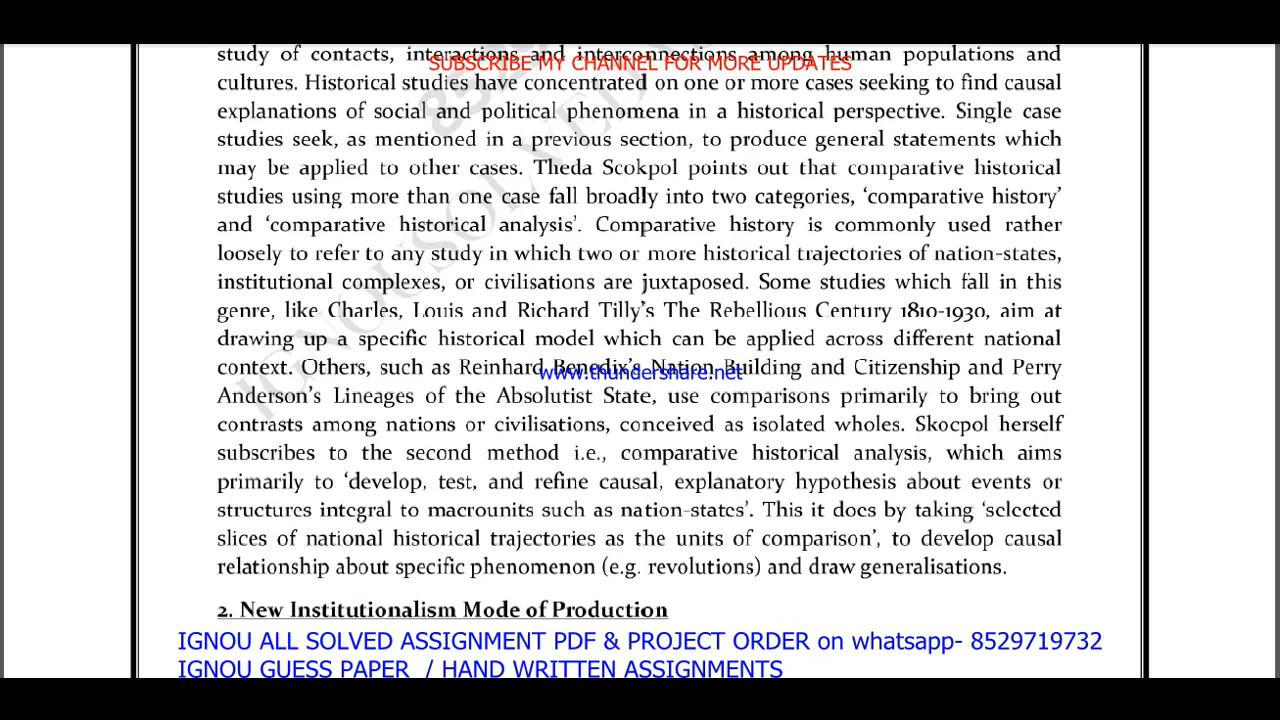 study of contacts, interactions and interconnections among human populations and
SUBSCRIBE MY CHANNEL FOR MORE UPDATES
cultures. Historical studies have concentrated on one or more cases seeking to find causal
explanations of social and political phenomena in a historical perspective. Single case
studies seek, as mentioned in a previous section, to produce general statements which
may be applied to other cases. Theda Scokpol points out that comparative historical
studies using more than one case fall broadly into two categories, ‘comparative history’
and ‘comparative historical analysis’. Comparative history is commonly used rather
loosely to refer to any study in which two or more historical trajectories of nation-states,
institutional complexes, or civilisations are juxtaposed. Some studies which fall in this
genre, like Charles, Louis and Richard Tilly’s The Rebellious Century 1810-1930, aim at
drawing up a specific historical model which can be applied across different national
context. Others, such as Reinhard Benedix’s Nation Building and Citizenship and Perry
www.thundershare.net
Anderson’s Lineages of the Absolutist State, use comparisons primarily to bring out
contrasts among nations or civilisations, conceived as isolated wholes. Skocpol herself
subscribes to the second method i.e., comparative historical analysis, which aims
primarily to ‘develop, test, and refine causal, explanatory hypothesis about events or
structures integral to macrounits such as nation-states’. This it does by taking ‘selected
slices of national historical trajectories as the units of comparison’, to develop causal
relationship about specific phenomenon (e.g. revolutions) and draw generalisations.
2. New Institutionalism Mode of Production
IGNOU ALL SOLVED ASSIGNMENT PDF & PROJECT ORDER on whatsapp- 8529719732
IGNOU GUESS PAPER / HAND WRITTEN ASSIGNMENTS